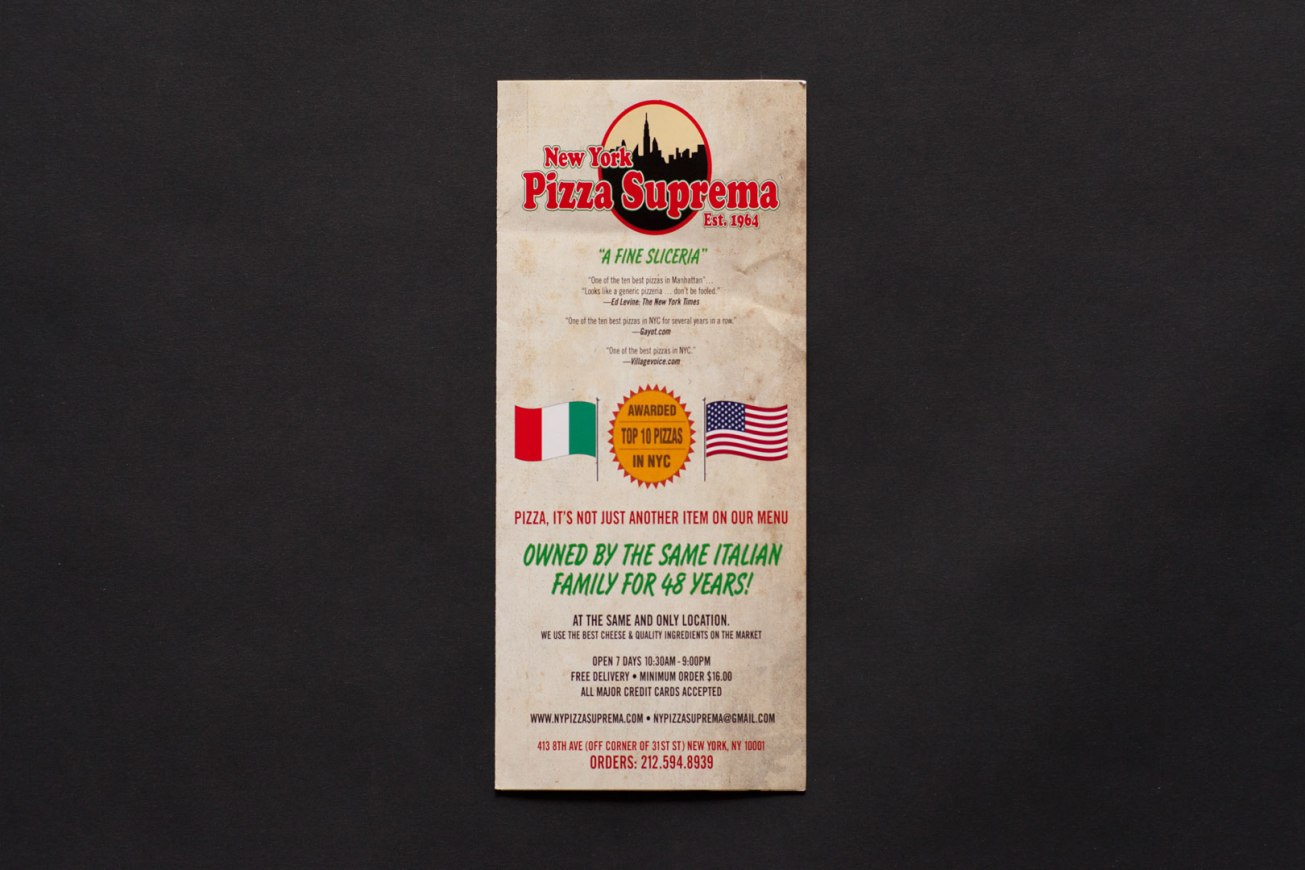 New York
Pizza Suprema
Est. 1964
"A FINE SLICERIA"
"One of the ten best pizzas in Manhattan"...
"Looks like a generic pizzeria ... don't be fooled."
—Ed Lavine: The New York Times
"One of the ten best pizzas in NYC for several years in a row."
—Gayot.com
"One of the best pizzas in NYC."
—Villagevoice.com
AWARDED
TOP 10 PIZZAS
IN NYC
PIZZA, IT'S NOT JUST ANOTHER ITEM ON OUR MENU
OWNED BY THE SAME ITALIAN
FAMILY FOR 48 YEARS!
AT THE SAME AND ONLY LOCATION.
WE USE THE BEST CHEESE & QUALITY INGREDIENTS ON THE MARKET
OPEN 7 DAYS 10:30AM - 9:00PM
FREE DELIVERY • MINIMUM ORDER $16.00
ALL MAJOR CREDIT CARDS ACCEPTED
WWW.NYPIZZASUPREMA.COM • NYPIZZASUPREMA@GMAIL.COM
413 8TH AVE (OFF CORNER OF 31ST ST) NEW YORK, NY 10001
ORDERS: 212.594.8939